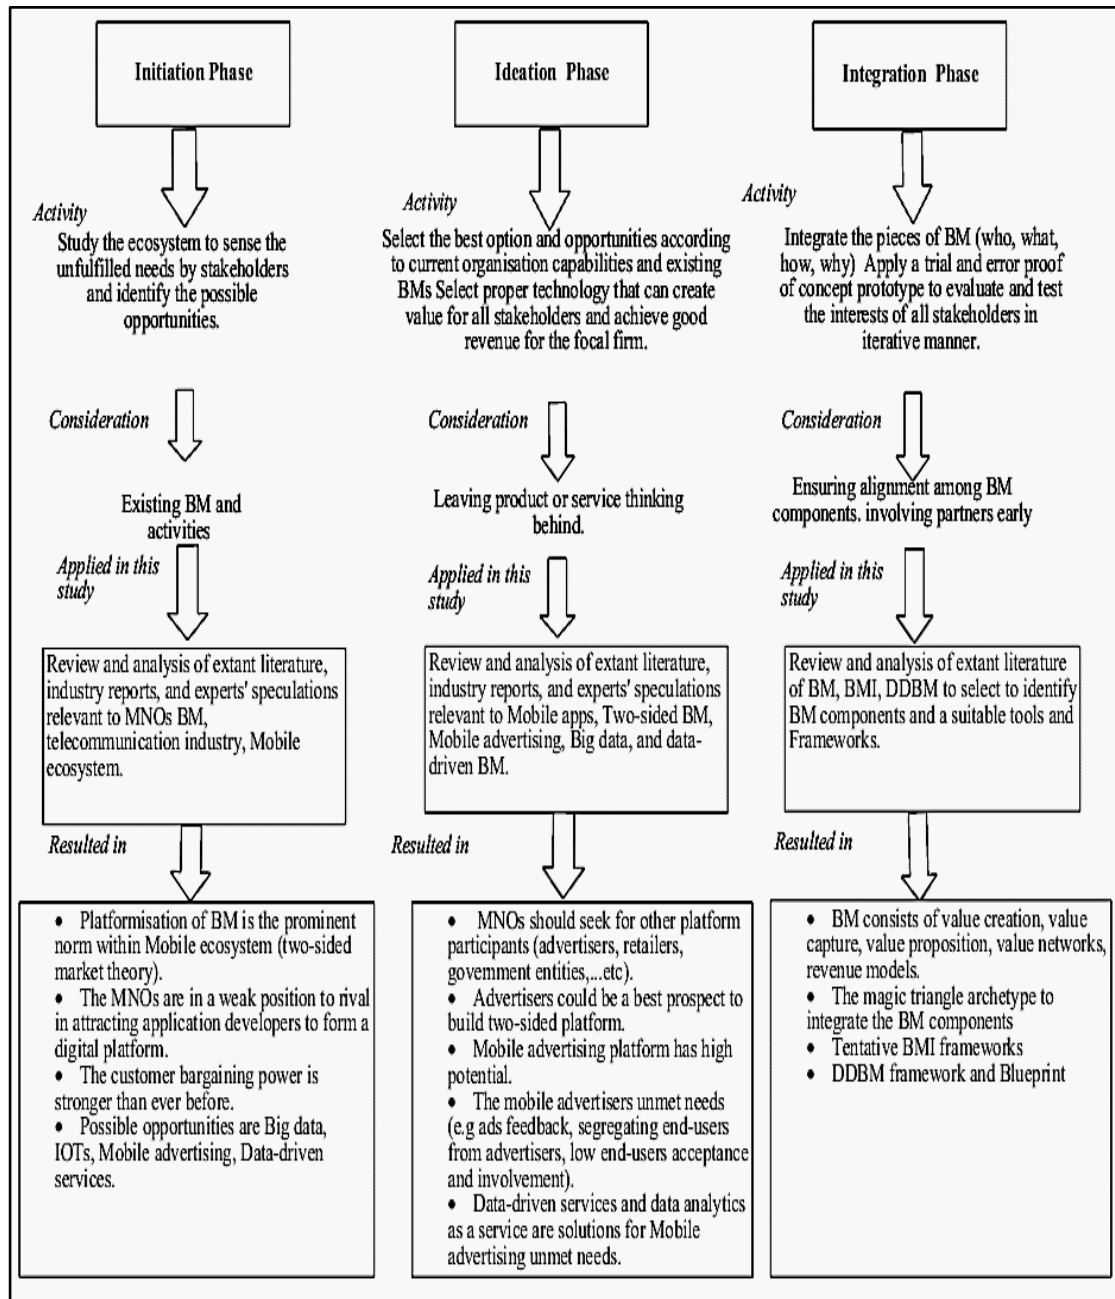 Initiation Phase
Activity
Study the ecosystem to sense the
unfulfilled needs by stakeholders
and identify the possible
opportunities.
Consideration
Existing BM and
activities
Applied in this
study
Review and analysis of extant literature,
industry reports, and experts' speculations
relevant to MNOs BM,
telecommunication industry, Mobile
ecosystem.
Resulted in
• Platformisation of BM is the prominent
norm within Mobile ecosystem (two-sided
market theory).
• The MNOs are in a weak position to rival
in attracting application developers to form a
digital platform.
• The customer bargaining power is
stronger than ever before.
• Possible opportunities are Big data,
IOTs, Mobile advertising, Data-driven
services.
Ideation Phase
Activity
Select the best option and opportunities according
to current organisation capabilities and existing
BMs Select proper technology that can create
value for all stakeholders and achieve good
revenue for the focal firm.
Consideration
Leaving product or service thinking
behind.
Applied in this
study
Review and analysis of extant literature,
industry reports, and experts' speculations
relevant to Mobile apps, Two-sided BM,
Mobile advertising, Big data, and data-
driven BM.
Resulted in
• MNOs should seek for other platform
participants (advertisers, retailers,
government entities,...etc).
• Advertisers could be a best prospect to
build two-sided platform.
• Mobile advertising platform has high
potential.
• The mobile advertisers unmet needs
(e.g ads feedback, segregating end-users
from advertisers, low end-users acceptance
and involvement).
• Data-driven services and data analytics
as a service are solutions for Mobile
advertising unmet needs.
Integration Phase
Activity
Integrate the pieces of BM (who, what,
how, why) Apply a trial and error proof
of concept prototype to evaluate and test
the interests of all stakeholders in
iterative manner.
Consideration
Ensuring alignment among BM
components. involving partners early
Applied in this
study
Review and analysis of extant literature
of BM, BMI, DDBM to select to identify
BM components and a suitable tools and
Frameworks.
Resulted in
• BM consists of value creation, value
capture, value proposition, value networks,
revenue models.
• The magic triangle archetype to
integrate the BM components
• Tentative BMI frameworks
• DDBM framework and Blueprint